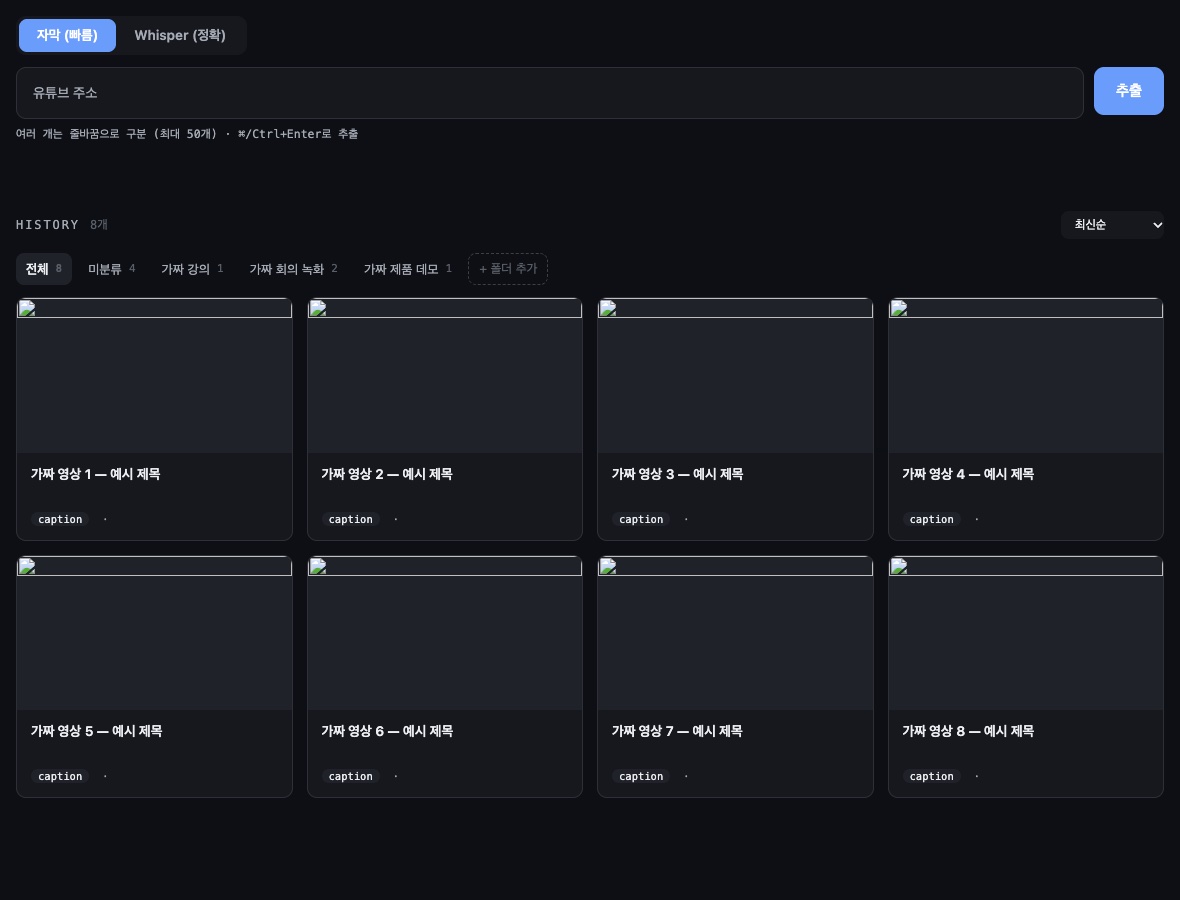 자막 (빠름) Whisper (정확)
유튜브 주소 추출
여러 개는 줄바꿈으로 구분 (최대 50개) · ⌘/Ctrl+Enter로 추출
HISTORY 8개 최신순
전체 8 미분류 4 가짜 강의 1 가짜 회의 녹화 2 가짜 제품 데모 1 + 폴더 추가
가짜 영상 1 — 예시 제목 가짜 영상 2 — 예시 제목 가짜 영상 3 — 예시 제목 가짜 영상 4 — 예시 제목
caption · caption · caption · caption ·
가짜 영상 5 — 예시 제목 가짜 영상 6 — 예시 제목 가짜 영상 7 — 예시 제목 가짜 영상 8 — 예시 제목
caption · caption · caption · caption ·